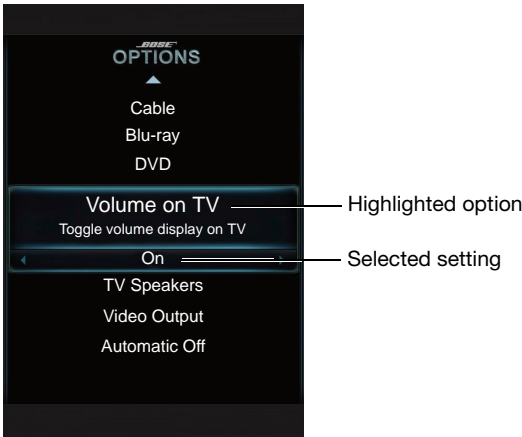 BOSE
OPTIONS
Cable
Blu-ray
DVD
Volume on TV
Highlighted option
Toggle volume display on TV
On
Selected setting
TV Speakers
Video Output
Automatic Off